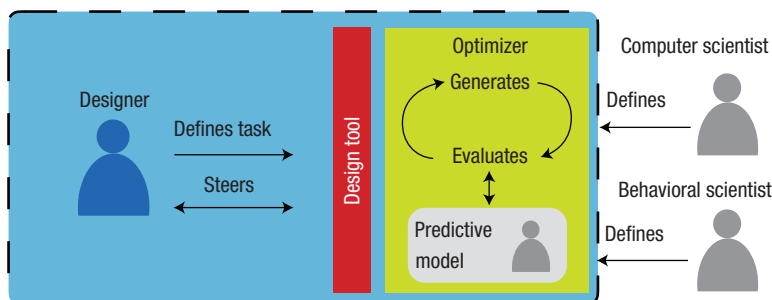 Designer
Defines task
Steers
Design tool
Optimizer
Generates
Evaluates
Predictive
model
Computer scientist
Defines
Behavioral scientist
Defines